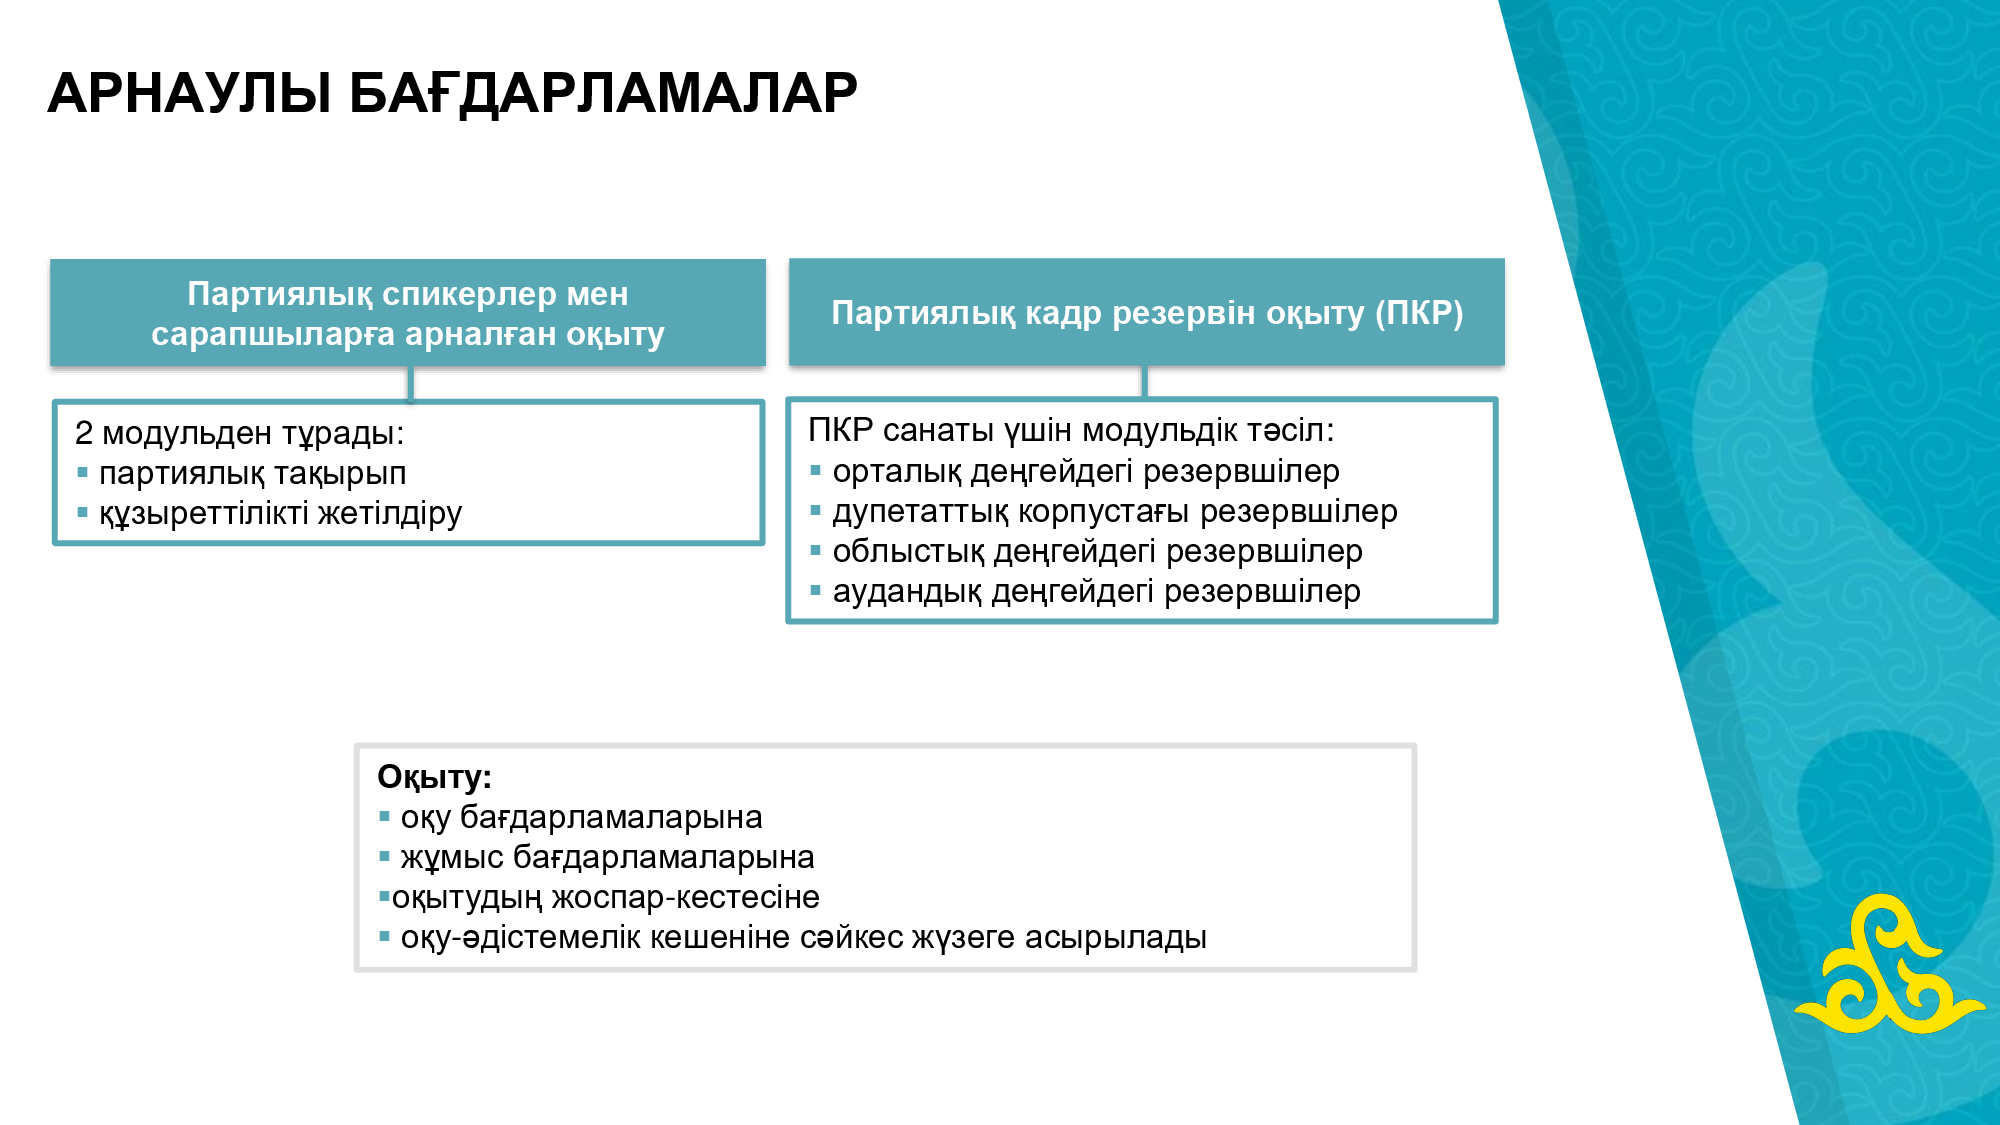 АРНАУЛЫ БАҒДАРЛАМАЛАР
Партиялық спикерлер мен
сарапшыларға арналған оқыту
2 модульден тұрады:
▪ партиялық тақырып
▪ құзыреттілікті жетілдіру
Партиялық кадр резервін оқыту (ПКР)
ПКР санаты үшін модульдік тәсіл:
▪ орталық деңгейдегі резервшілер
▪ дупетаттық корпустағы резервшілер
▪ облыстық деңгейдегі резервшілер
▪ аудандық деңгейдегі резервшілер
Оқыту:
▪ оқу бағдарламаларына
▪ жұмыс бағдарламаларына
▪оқытудың жоспар-кестесіне
▪ оқу-әдістемелік кешеніне сәйкес жүзеге асырылады